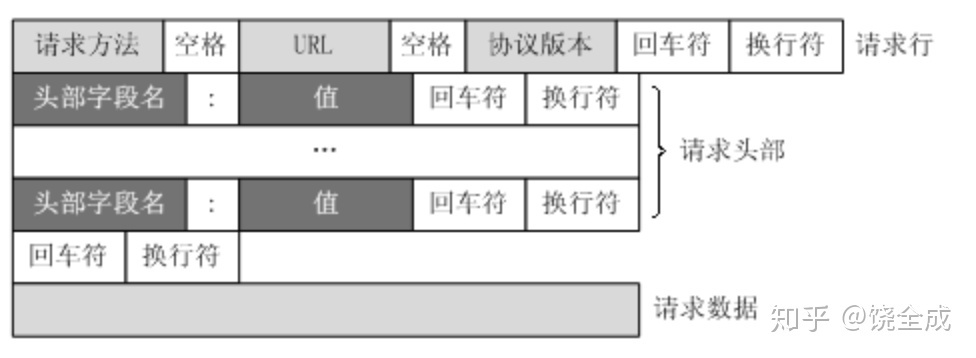 请求方法 空格 URL 空格 协议版本 回车符 换行符 请求行
头部字段名 : 值 回车符 换行符
… 请求头部
头部字段名 : 值 回车符 换行符
回车符 换行符
请求数据
知乎 @饶全成